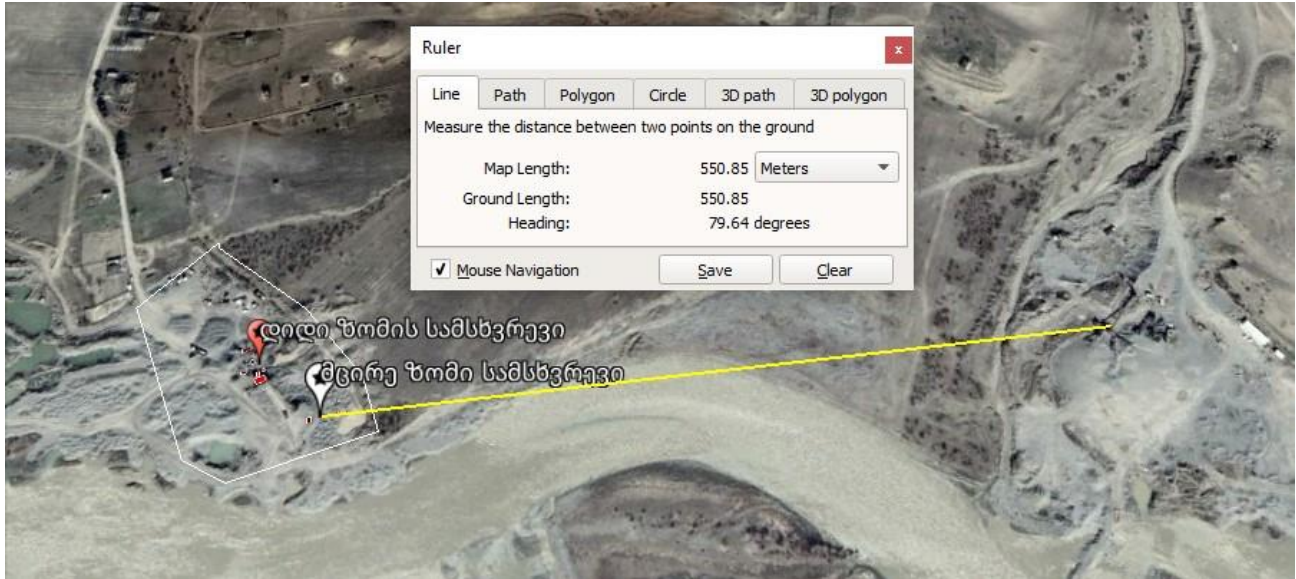 Ruler
x
Line Path Polygon Circle 3D path 3D polygon
Measure the distance between two points on the ground
Map Length: 550.85 Meters
Ground Length: 550.85
Heading: 79.64 degrees
Mouse Navigation Save Clear
დიდი ზომის სამსხვრევი
მცირე ზომი სამსხვრევი